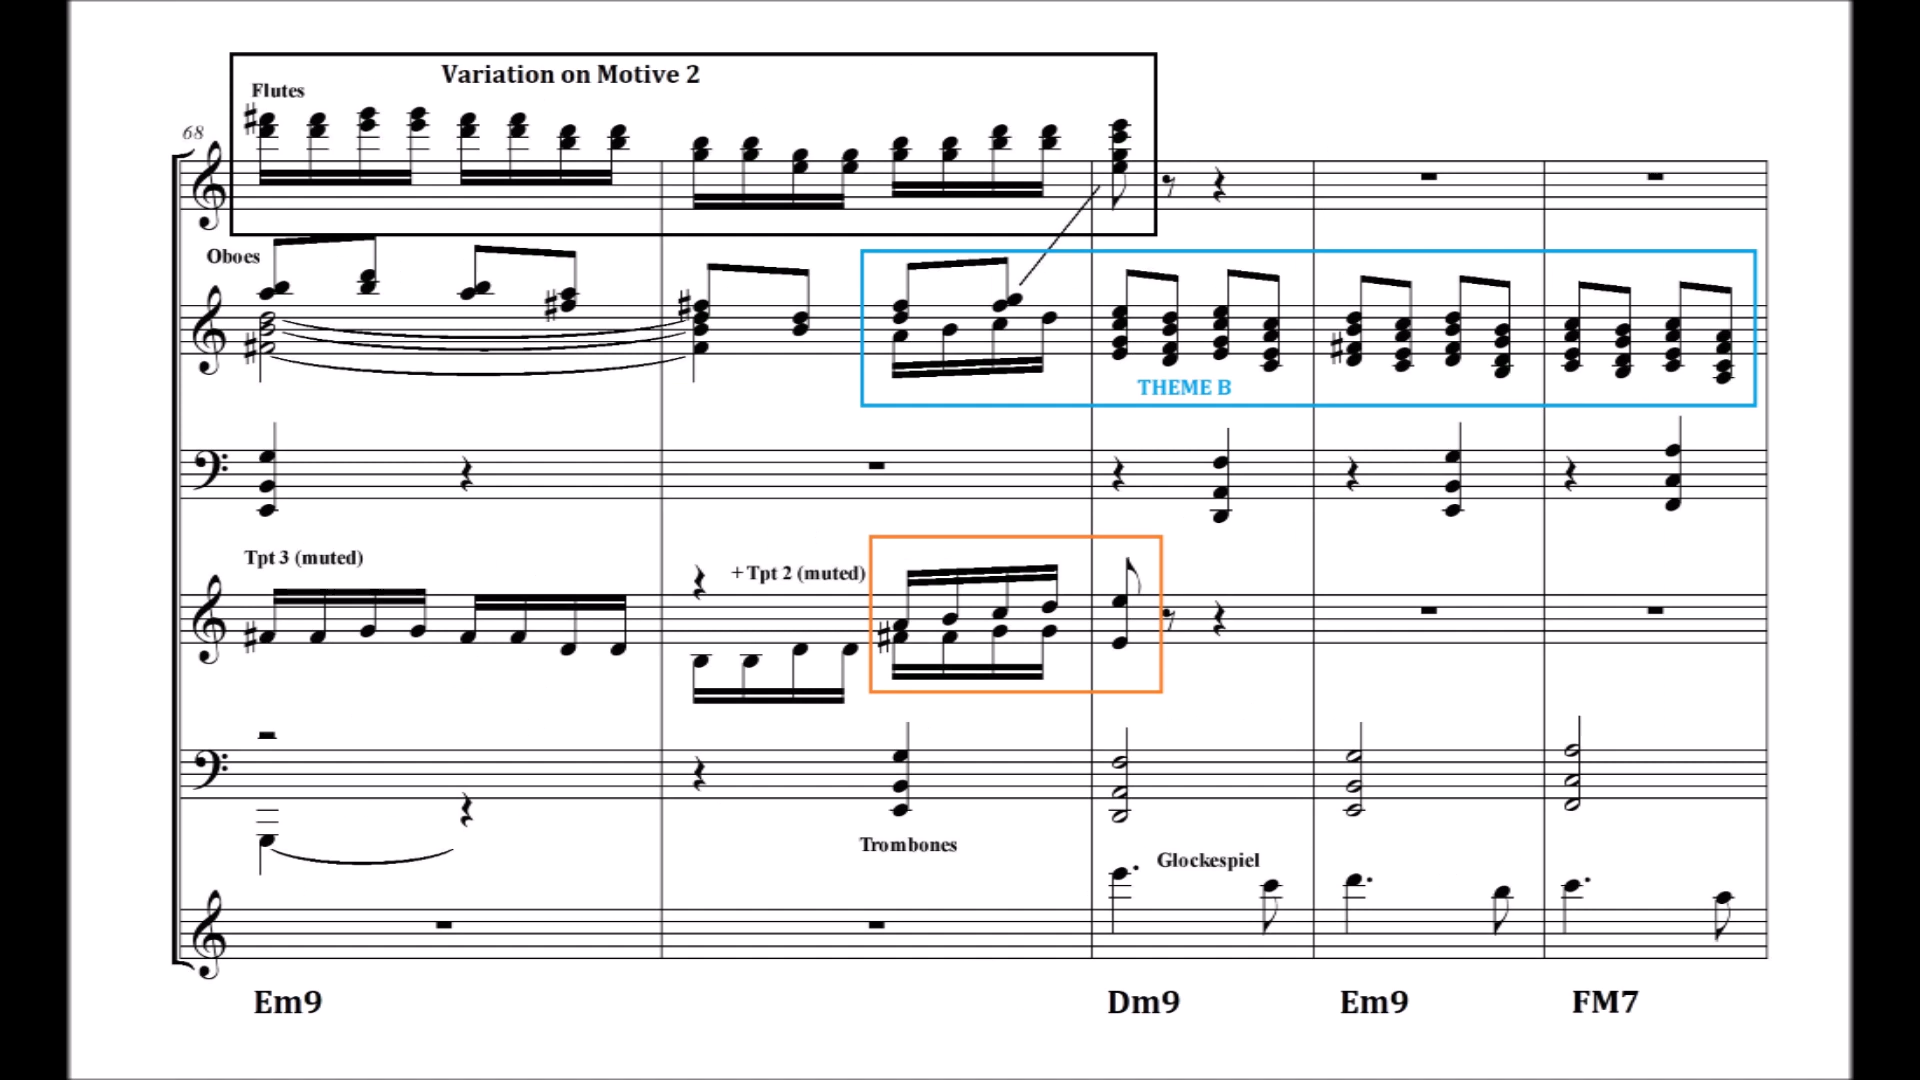 Variation on Motive 2
Flutes
68
Oboes
THEME B
Tpt 3 (muted)
+Tpt 2 (muted)
Trombones
Glockespiel
Em9 Dm9 Em9 FM7